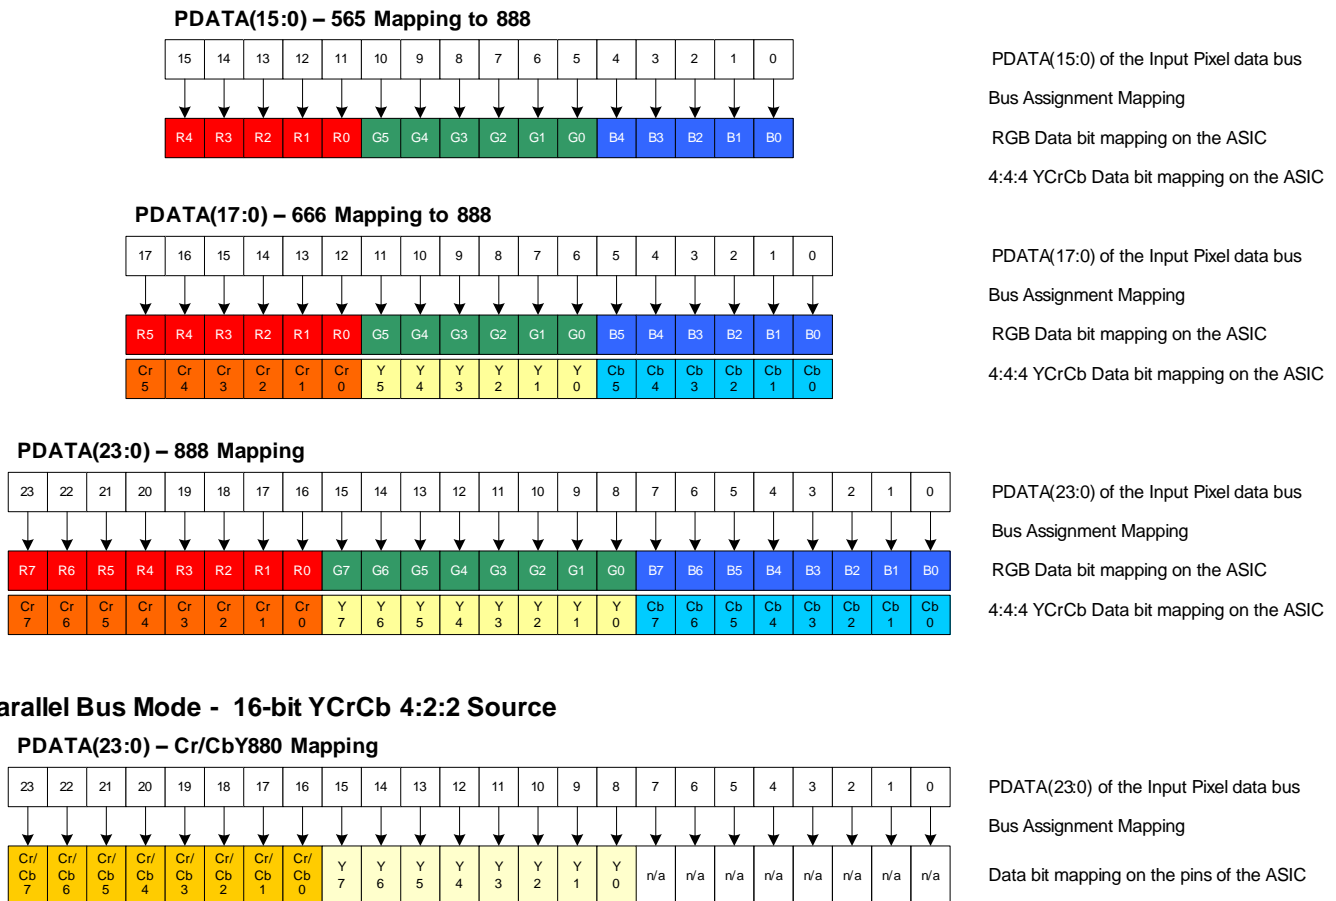 PDATA(15:0) – 565 Mapping to 888
15 14 13 12 11 10 9 8 7 6 5 4 3 2 1 0 PDATA(15:0) of the Input Pixel data bus
Bus Assignment Mapping
R4 R3 R2 R1 R0 G5 G4 G3 G2 G1 G0 B4 B3 B2 B1 B0 RGB Data bit mapping on the ASIC
4:4:4 YCrCb Data bit mapping on the ASIC
PDATA(17:0) – 666 Mapping to 888
17 16 15 14 13 12 11 10 9 8 7 6 5 4 3 2 1 0 PDATA(17:0) of the Input Pixel data bus
Bus Assignment Mapping
R5 R4 R3 R2 R1 R0 G5 G4 G3 G2 G1 G0 B5 B4 B3 B2 B1 B0 RGB Data bit mapping on the ASIC
Cr 5 Cr 4 Cr 3 Cr 2 Cr 1 Cr 0 Y 5 Y 4 Y 3 Y 2 Y 1 Y 0 Cb 5 Cb 4 Cb 3 Cb 2 Cb 1 Cb 0 4:4:4 YCrCb Data bit mapping on the ASIC
PDATA(23:0) – 888 Mapping
23 22 21 20 19 18 17 16 15 14 13 12 11 10 9 8 7 6 5 4 3 2 1 0 PDATA(23:0) of the Input Pixel data bus
Bus Assignment Mapping
R7 R6 R5 R4 R3 R2 R1 R0 G7 G6 G5 G4 G3 G2 G1 G0 B7 B6 B5 B4 B3 B2 B1 B0 RGB Data bit mapping on the ASIC
Cr 7 Cr 6 Cr 5 Cr 4 Cr 3 Cr 2 Cr 1 Cr 0 Y 7 Y 6 Y 5 Y 4 Y 3 Y 2 Y 1 Y 0 Cb 7 Cb 6 Cb 5 Cb 4 Cb 3 Cb 2 Cb 1 Cb 0 4:4:4 YCrCb Data bit mapping on the ASIC
arallel Bus Mode - 16-bit YCrCb 4:2:2 Source
PDATA(23:0) – Cr/CbY880 Mapping
23 22 21 20 19 18 17 16 15 14 13 12 11 10 9 8 7 6 5 4 3 2 1 0 PDATA(23:0) of the Input Pixel data bus
Bus Assignment Mapping
Cr/ Cb 7 Cr/ Cb 6 Cr/ Cb 5 Cr/ Cb 4 Cr/ Cb 3 Cr/ Cb 2 Cr/ Cb 1 Cr/ Cb 0 Y 7 Y 6 Y 5 Y 4 Y 3 Y 2 Y 1 Y 0 n/a n/a n/a n/a n/a n/a n/a n/a Data bit mapping on the pins of the ASIC